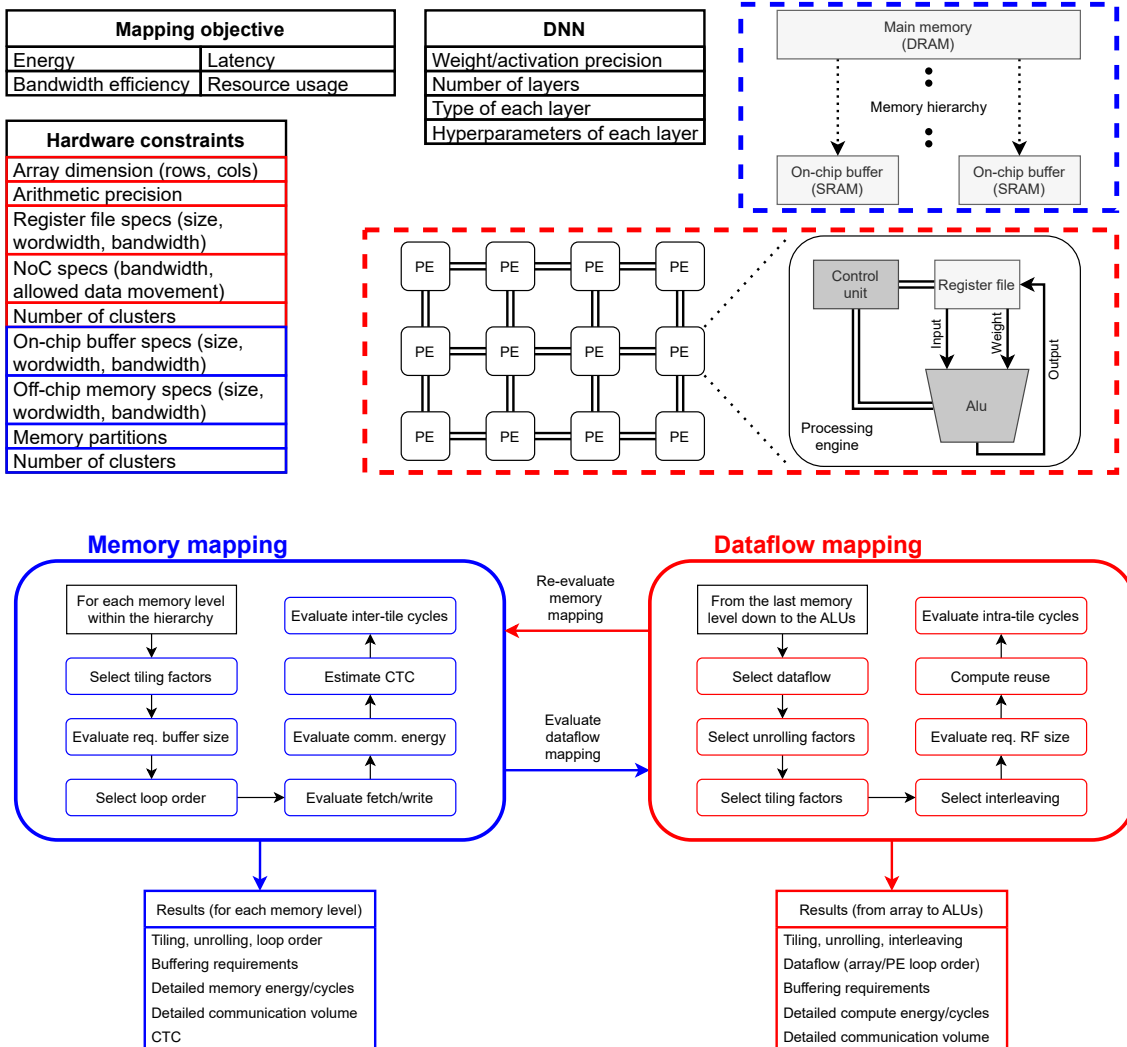 Mapping objective
Energy
Latency
Bandwidth efficiency
Resource usage
DNN
Weight/activation precision
Number of layers
Type of each layer
Hyperparameters of each layer
Main memory
(DRAM)
Memory hierarchy
On-chip buffer
(SRAM)
On-chip buffer
(SRAM)
Hardware constraints
Array dimension (rows, cols)
Arithmetic precision
Register file specs (size,
wordwidth, bandwidth)
NoC specs (bandwidth,
allowed data movement)
Number of clusters
On-chip buffer specs (size,
wordwidth, bandwidth)
Off-chip memory specs (size,
wordwidth, bandwidth)
Memory partitions
Number of clusters
PE PE PE PE
PE PE PE PE
PE PE PE PE
Control
unit
Register file
Input
Weight
Output
Alu
Processing
engine
Memory mapping
For each memory level
within the hierarchy
Select tiling factors
Evaluate req. buffer size
Select loop order
Evaluate inter-tile cycles
Estimate CTC
Evaluate comm. energy
Evaluate fetch/write
Re-evaluate
memory
mapping
Evaluate
dataflow
mapping
Dataflow mapping
From the last memory
level down to the ALUs
Select dataflow
Select unrolling factors
Select tiling factors
Evaluate intra-tile cycles
Compute reuse
Evaluate req. RF size
Select interleaving
Results (for each memory level)
Tiling, unrolling, loop order
Buffering requirements
Detailed memory energy/cycles
Detailed communication volume
CTC
Results (from array to ALUs)
Tiling, unrolling, interleaving
Dataflow (array/PE loop order)
Buffering requirements
Detailed compute energy/cycles
Detailed communication volume